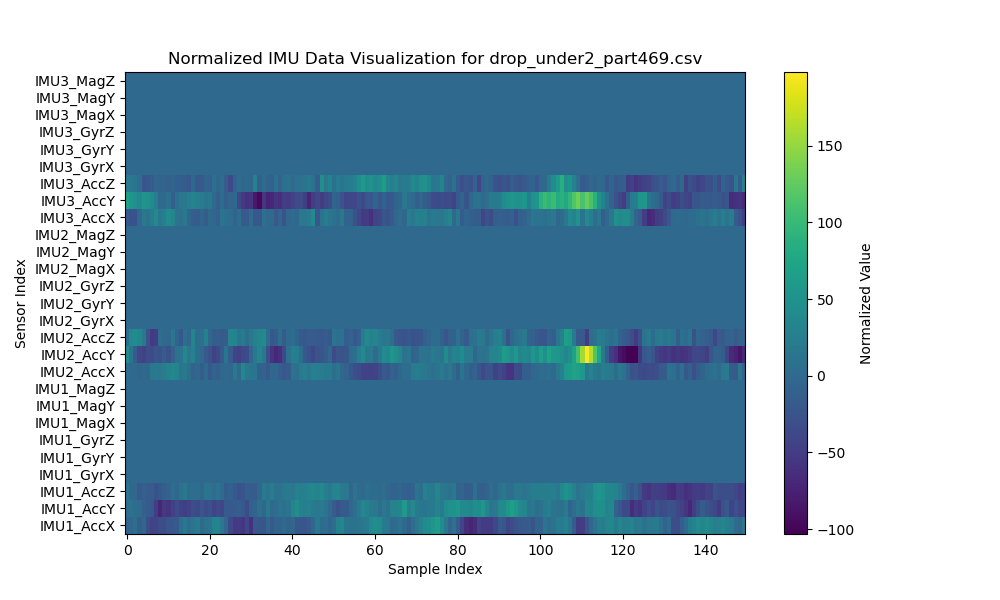 Normalized IMU Data Visualization for drop_under2_part469.csv
Sensor Index
IMU3_MagZ
IMU3_MagY
IMU3_MagX
IMU3_GyrZ
IMU3_GyrY
IMU3_GyrX
IMU3_AccZ
IMU3_AccY
IMU3_AccX
IMU2_MagZ
IMU2_MagY
IMU2_MagX
IMU2_GyrZ
IMU2_GyrY
IMU2_GyrX
IMU2_AccZ
IMU2_AccY
IMU2_AccX
IMU1_MagZ
IMU1_MagY
IMU1_MagX
IMU1_GyrZ
IMU1_GyrY
IMU1_GyrX
IMU1_AccZ
IMU1_AccY
IMU1_AccX
0 20 40 60 80 100 120 140
Sample Index
150
100
50
0
−50
−100
Normalized Value